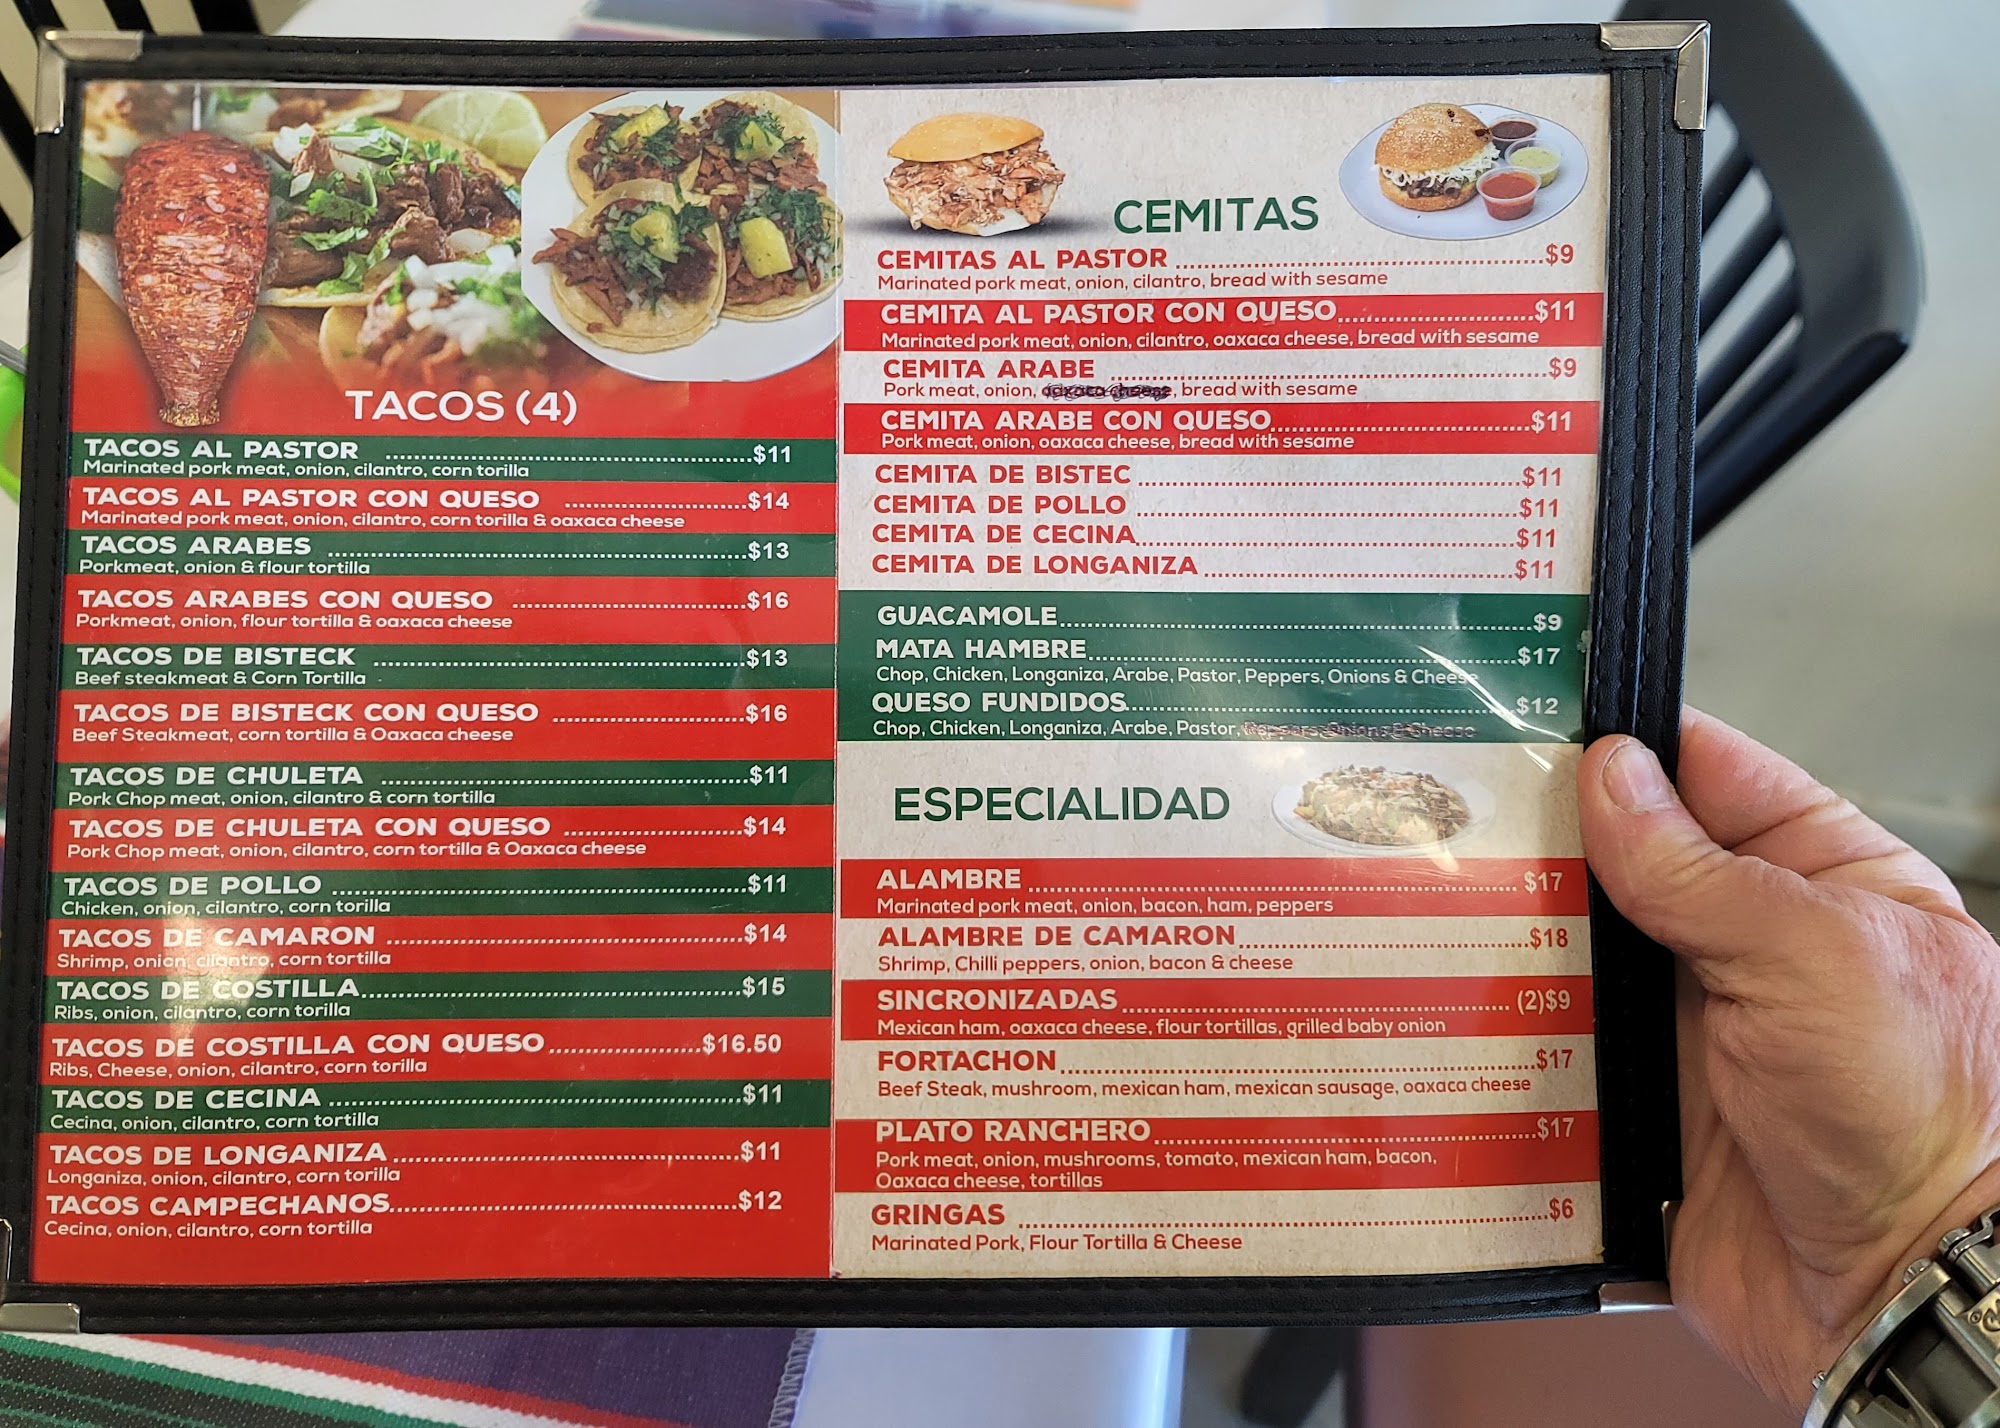 TACOS (4)
TACOS AL PASTOR ........ $11
Marinated pork meat, onion, cilantro, corn torilla
TACOS AL PASTOR CON QUESO ........ $14
Marinated pork meat, onion, cilantro, corn torilla & oaxaca cheese
TACOS ARABES ........ $13
Porkmeat, onion & flour tortilla
TACOS ARABES CON QUESO ........ $16
Porkmeat, onion, flour tortilla & oaxaca cheese
TACOS DE BISTECK ........ $13
Beef steakmeat & Corn Tortilla
TACOS DE BISTECK CON QUESO ........ $16
Beef Steakmeat, corn tortilla & Oaxaca cheese
TACOS DE CHULETA ........ $11
Pork Chop meat, onion, cilantro & corn tortilla
TACOS DE CHULETA CON QUESO ........ $14
Pork Chop meat, onion, cilantro, corn tortilla & Oaxaca cheese
TACOS DE POLLO ........ $11
Chicken, onion, cilantro, corn torilla
TACOS DE CAMARON ........ $14
Shrimp, onion, cilantro, corn tortilla
TACOS DE COSTILLA ........ $15
Ribs, onion, cilantro, corn torilla
TACOS DE COSTILLA CON QUESO ........ $16.50
Ribs, Cheese, onion, cilantro, corn torilla
TACOS DE CECINA ........ $11
Cecina, onion, cilantro, corn tortilla
TACOS DE LONGANIZA ........ $11
Longaniza, onion, cilantro, corn torilla
TACOS CAMPECHANOS ........ $12
Cecina, onion, cilantro, corn tortilla
CEMITAS
CEMITAS AL PASTOR ........ $9
Marinated pork meat, onion, cilantro, bread with sesame
CEMITA AL PASTOR CON QUESO ........ $11
Marinated pork meat, onion, cilantro, oaxaca cheese, bread with sesame
CEMITA ARABE ........ $9
Pork meat, onion, oaxaca cheese, bread with sesame
CEMITA ARABE CON QUESO ........ $11
Pork meat, onion, oaxaca cheese, bread with sesame
CEMITA DE BISTEC ........ $11
CEMITA DE POLLO ........ $11
CEMITA DE CECINA ........ $11
CEMITA DE LONGANIZA ........ $11
GUACAMOLE ........ $9
MATA HAMBRE ........ $17
Chop, Chicken, Longaniza, Arabe, Pastor, Peppers, Onions & Cheese
QUESO FUNDIDOS ........ $12
Chop, Chicken, Longaniza, Arabe, Pastor, Peppers, Onions & Cheese
ESPECIALIDAD
ALAMBRE ........ $17
Marinated pork meat, onion, bacon, ham, peppers
ALAMBRE DE CAMARON ........ $18
Shrimp, Chilli peppers, onion, bacon & cheese
SINCRONIZADAS ........ (2)$9
Mexican ham, oaxaca cheese, flour tortillas, grilled baby onion
FORTACHON ........ $17
Beef Steak, mushroom, mexican ham, mexican sausage, oaxaca cheese
PLATO RANCHERO ........ $17
Pork meat, onion, mushrooms, tomato, mexican ham, bacon,
Oaxaca cheese, tortillas
GRINGAS ........ $6
Marinated Pork, Flour Tortilla & Cheese